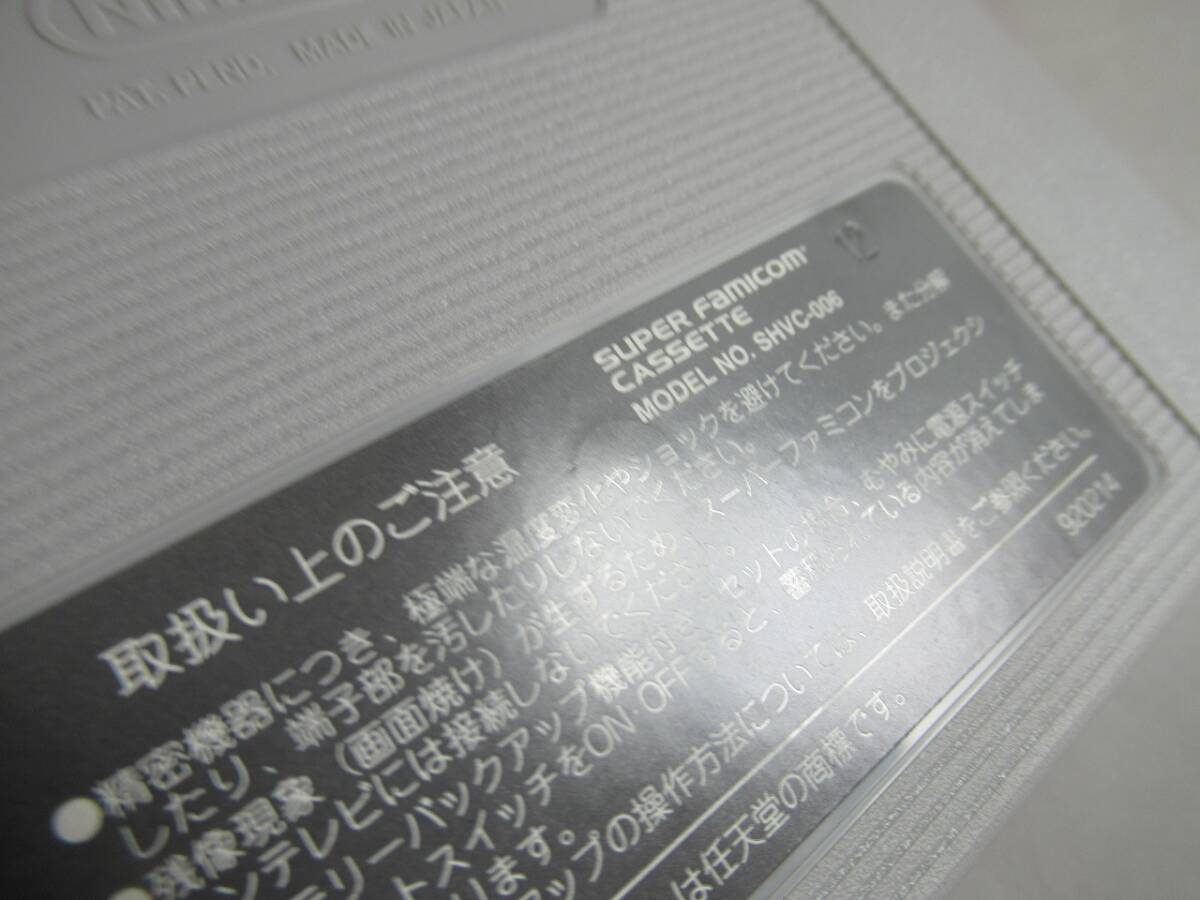 PAT. PEND. MADE IN JAPAN
12
SUPER Famicom
CASSETTE
MODEL NO. SHVC-006
取扱い上のご注意
●精密機器につき、極端な温度変化やショックを避けてください。また分解
したり、端子部を汚したりしないでください。
残像現象(画面焼け)が生ずるため スーパーファミコンをプロジェクシ
ンテレビには接続しないでください。
リーバックアップ機能付き セットの場合、むやみに電源スイッチ
トスイッチをON・OFFすると、蓄 ている内容が消えてしま
ります。
アップの操作方法については、取扱説明書をご参照ください。
は任天堂の商標です。
920214